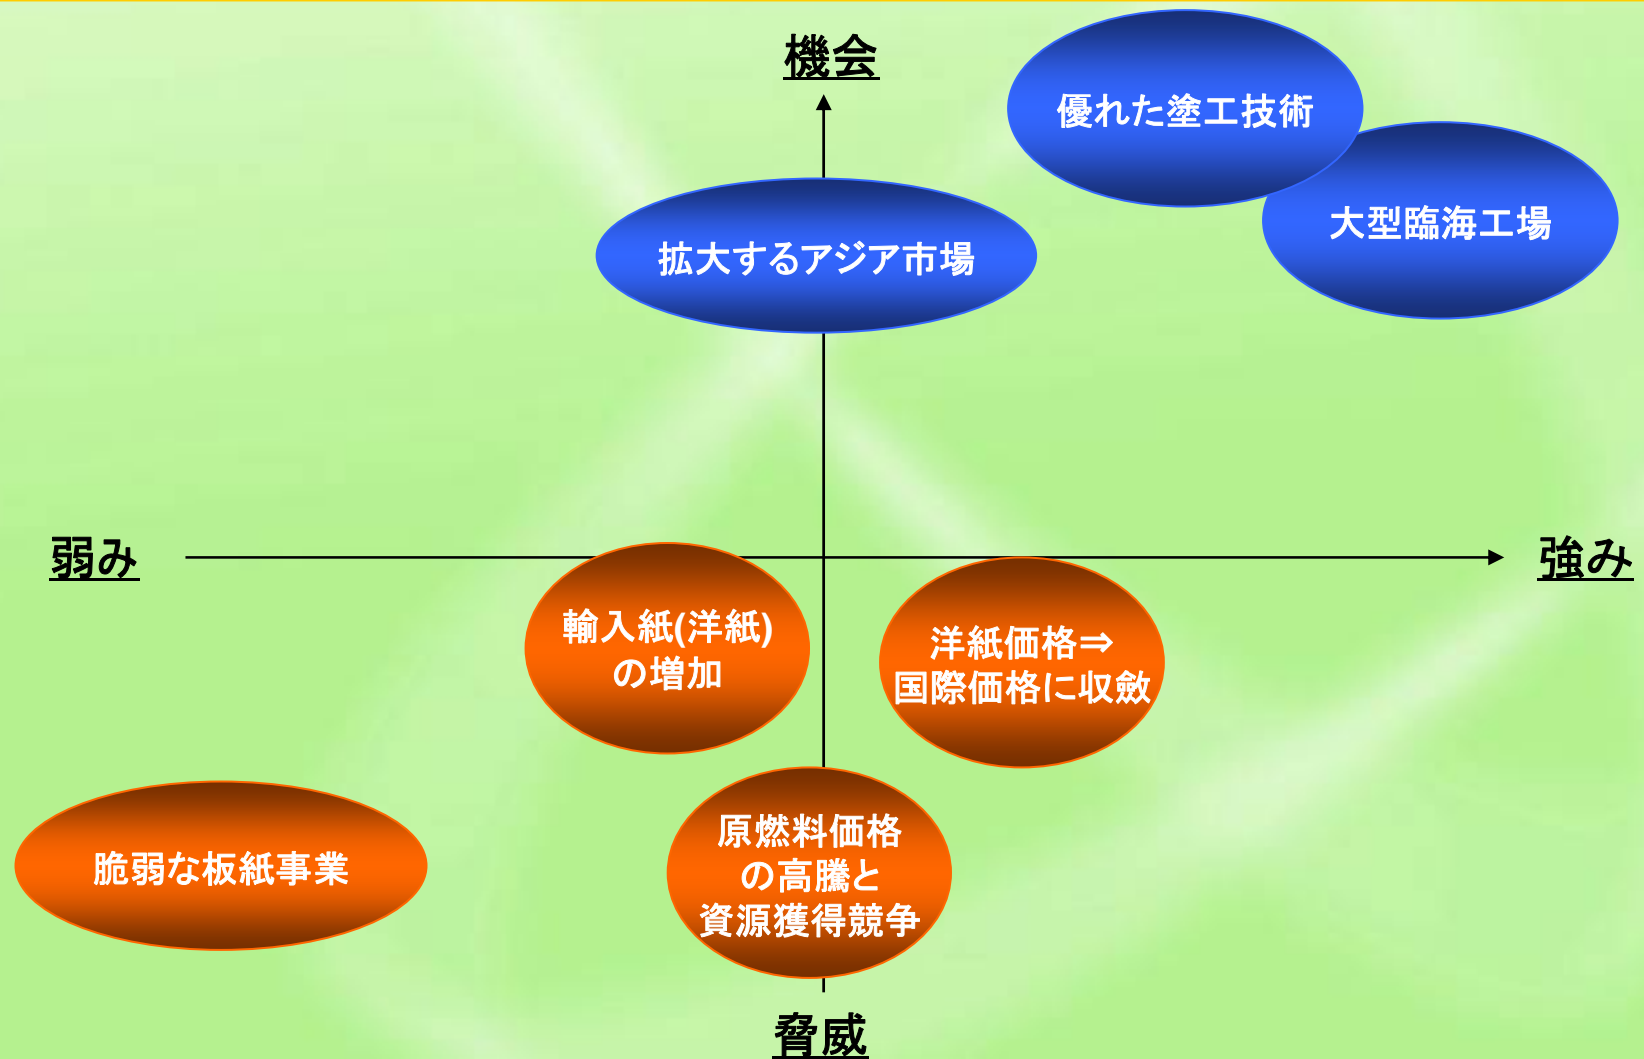 機会
優れた塗工技術
大型臨海工場
拡大するアジア市場
弱み
強み
輸入紙(洋紙)
の増加
洋紙価格⇒
国際価格に収斂
脆弱な板紙事業
原燃料価格
の高騰と
資源獲得競争
脅威